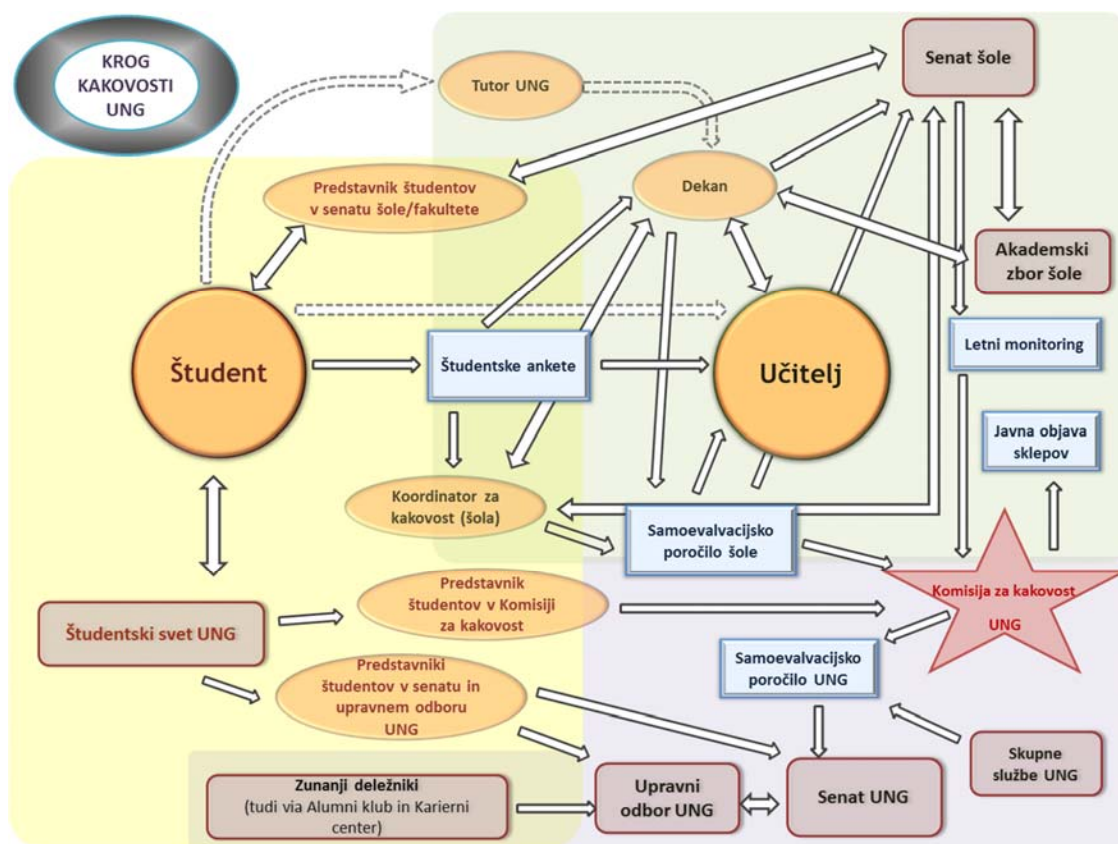 KROG
KAKOVOSTI
UNG
Tutor UNG
Senat šole
Predstavnik študentov
v senatu šole/fakultete
Dekan
Akademski
zbor šole
Študent
Študentske ankete
Učitelj
Letni monitoring
Javna objava
sklepov
Koordinator za
kakovost (šola)
Samoevalvacijsko
poročilo šole
Predstavnik
študentov v Komisiji
za kakovost
Komisija za kakovost
UNG
Študentski svet UNG
Samoevalvacijsko
poročilo UNG
Predstavniki
študentov v senatu in
upravnem odboru
UNG
Skupne
službe UNG
Zunanji deležniki
(tudi via Alumni klub in Karierni
center)
Upravni
odbor UNG
Senat UNG